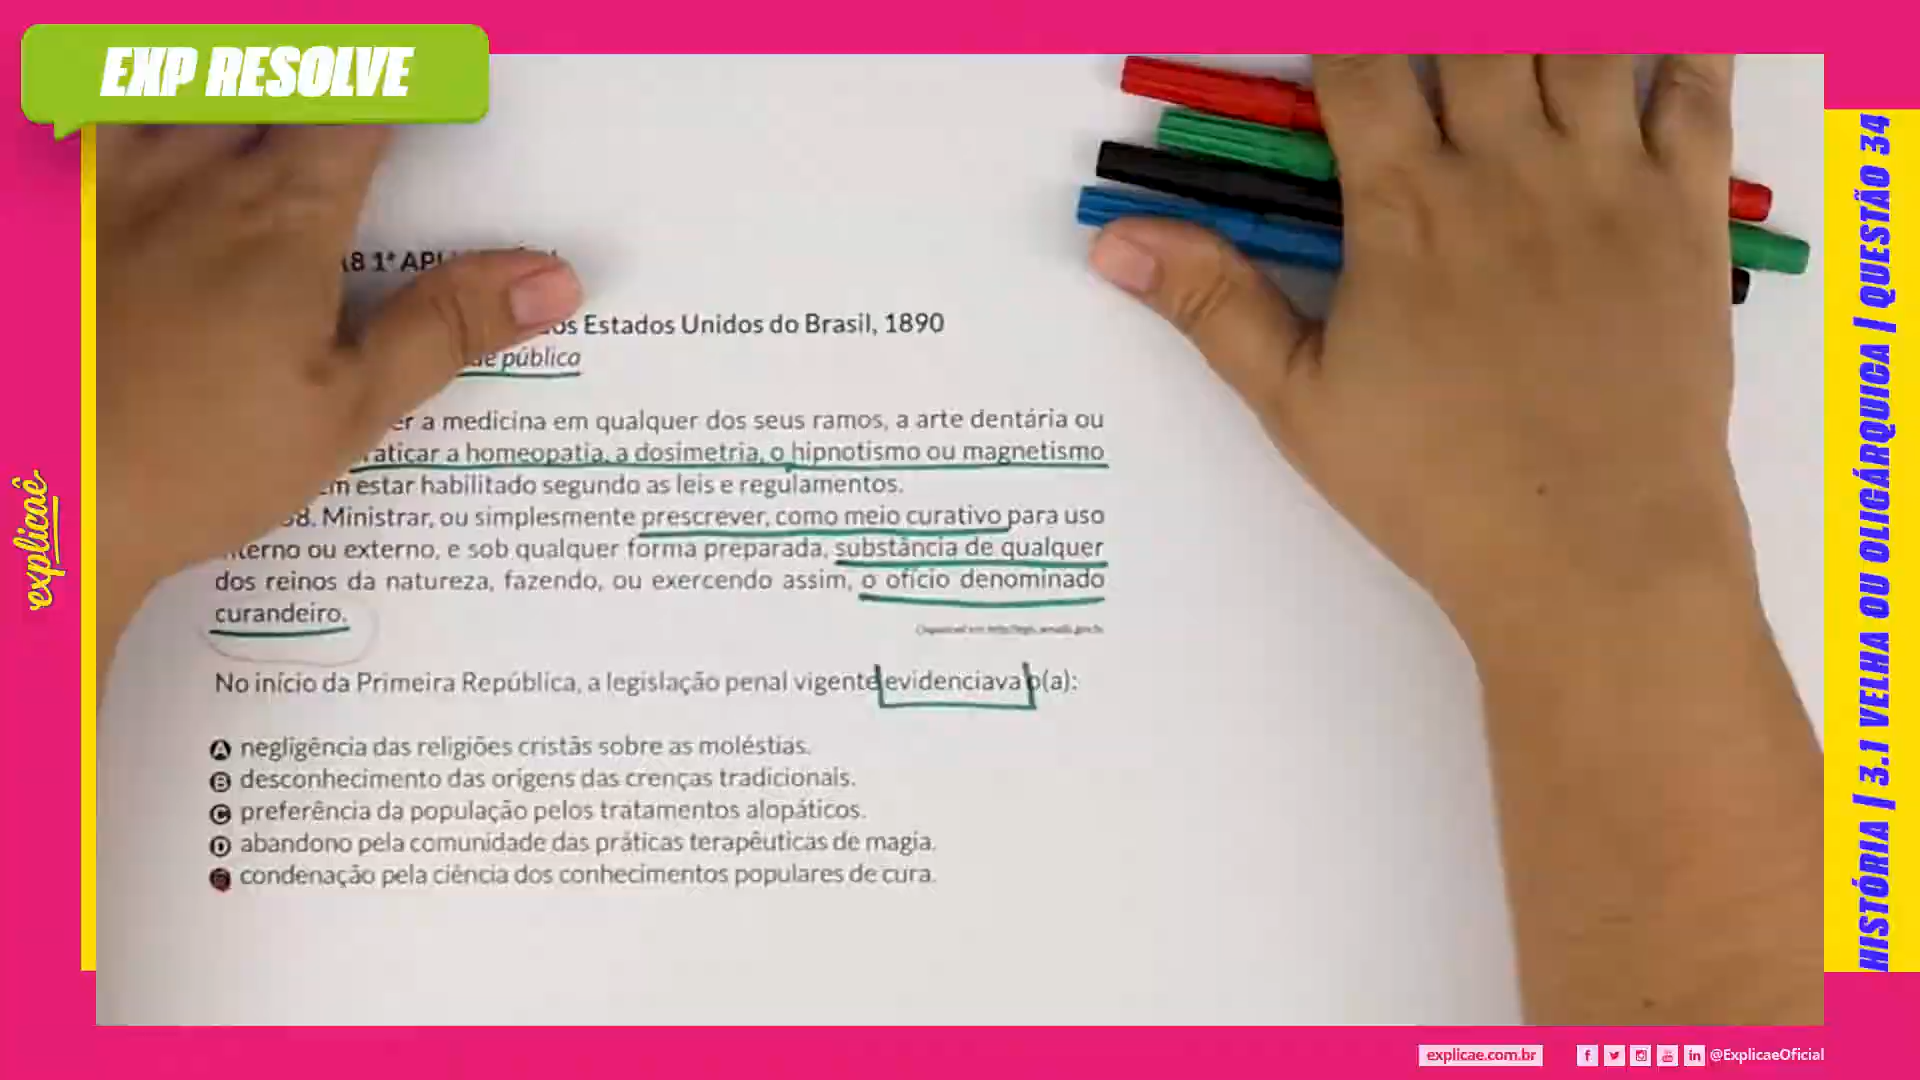 EXP RESOLVE
8 1ª
os Estados Unidos do Brasil, 1890
de pública
er a medicina em qualquer dos seus ramos, a arte dentária ou
raticar a homeopatia, a dosimetria, o hipnotismo ou magnetismo
em estar habilitado segundo as leis e regulamentos.
58. Ministrar, ou simplesmente prescrever, como meio curativo para uso
interno ou externo, e sob qualquer forma preparada, substância de qualquer
dos reinos da natureza, fazendo, ou exercendo assim, o ofício denominado
curandeiro.
No início da Primeira República, a legislação penal vigente evidenciava o(a):
A negligência das religiões cristãs sobre as moléstias.
B desconhecimento das origens das crenças tradicionais.
C preferência da população pelos tratamentos alopáticos.
D abandono pela comunidade das práticas terapêuticas de magia.
condenação pela ciência dos conhecimentos populares de cura.
explicaê
HISTÓRIA | 3.1 VELHA OU OLIGÁRQUICA | QUESTÃO 34
explicae.com.br
@ExplicaeOficial